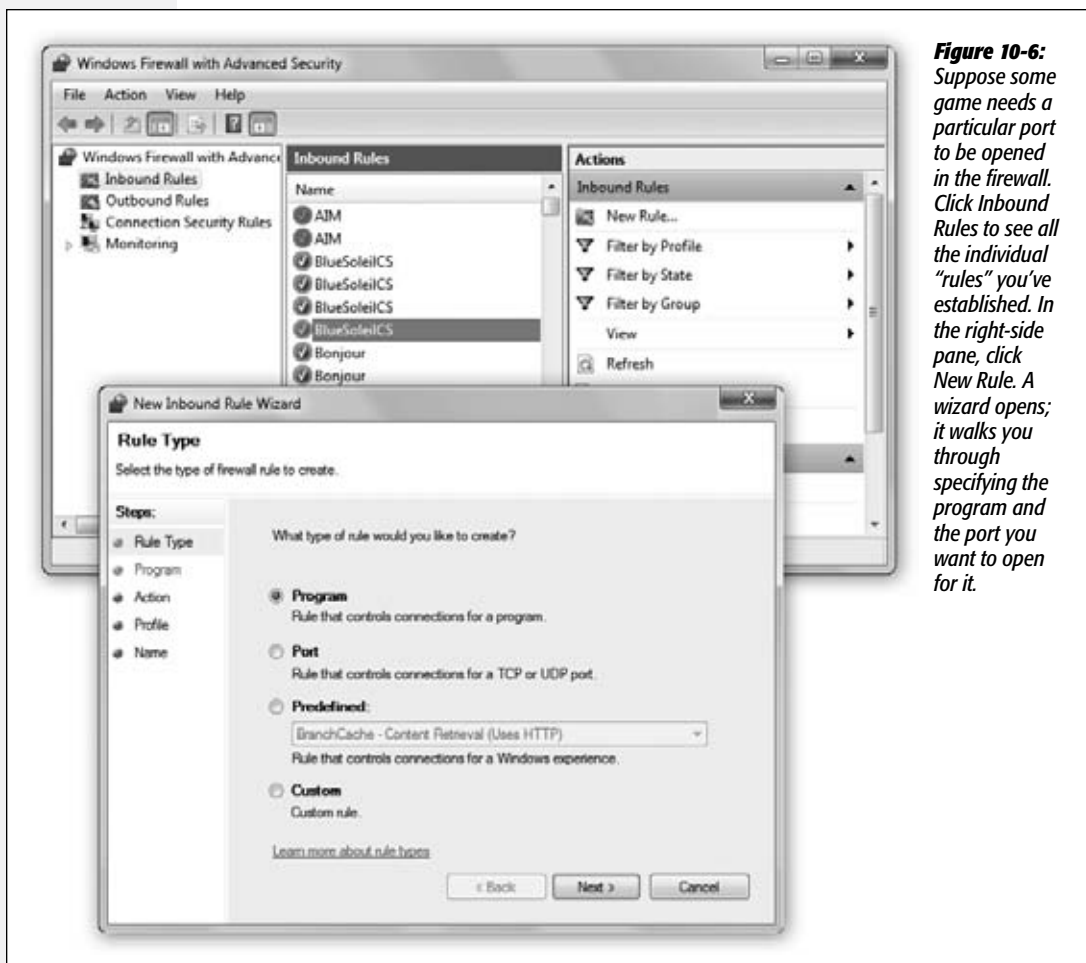 Windows Firewall with Advanced Security
File Action View Help
Windows Firewall with Advance
Inbound Rules
Outbound Rules
Connection Security Rules
Monitoring
Inbound Rules
Name
AIM
AIM
BlueSoleilCS
BlueSoleilCS
BlueSoleilCS
BlueSoleilCS
Bonjour
Bonjour
Actions
Inbound Rules
New Rule...
Filter by Profile
Filter by State
Filter by Group
View
Refresh
New Inbound Rule Wizard
Rule Type
Select the type of firewall rule to create.
Steps:
Rule Type
Program
Action
Profile
Name
What type of rule would you like to create?
Program
Rule that controls connections for a program.
Port
Rule that controls connections for a TCP or UDP port.
Predefined:
BranchCache - Content Retrieval (Uses HTTP)
Rule that controls connections for a Windows experience.
Custom
Custom rule.
Learn more about rule types
< Back Next > Cancel
Figure 10-6:
Suppose some
game needs a
particular port
to be opened
in the firewall.
Click Inbound
Rules to see all
the individual
“rules” you’ve
established. In
the right-side
pane, click
New Rule. A
wizard opens;
it walks you
through
specifying the
program and
the port you
want to open
for it.